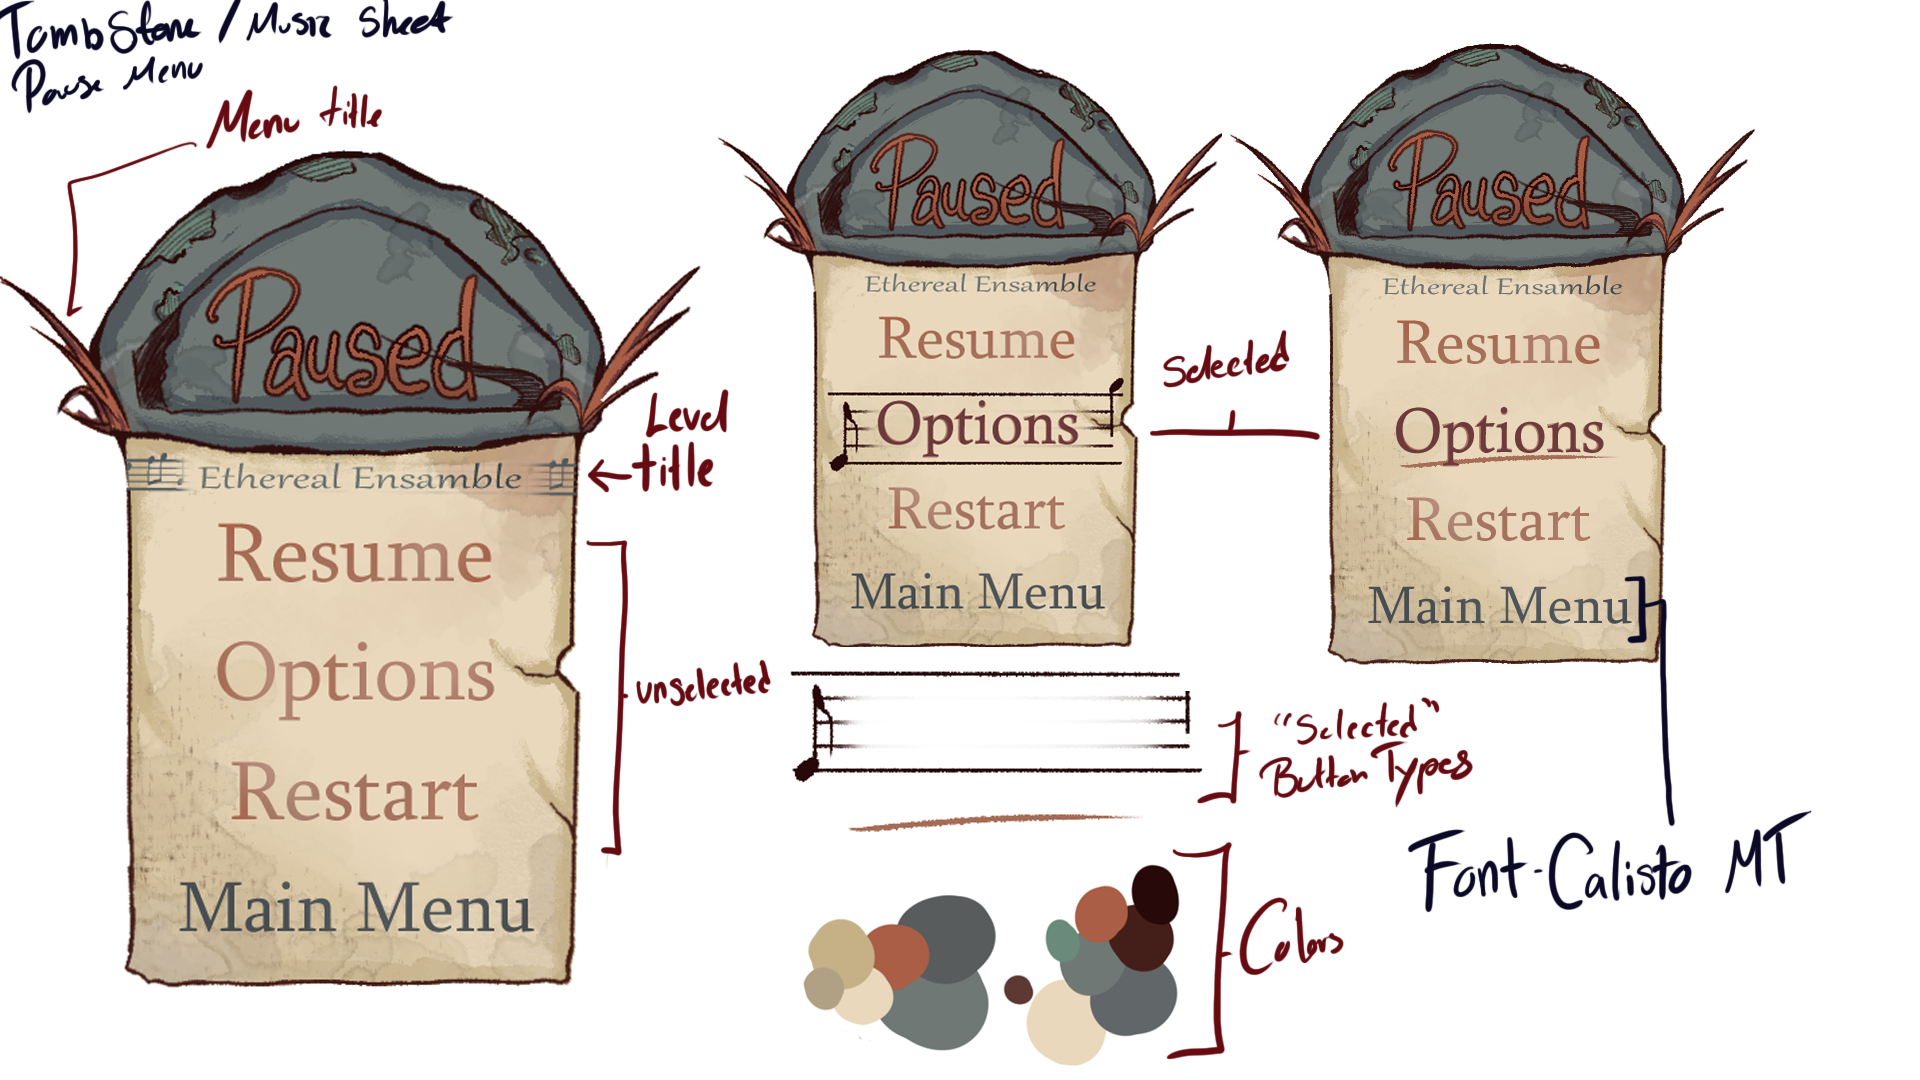 TombStone / Music Sheet
Pause Menu
Menu title
Paused
Ethereal Ensamble
Resume
Options
Restart
Main Menu
Level
title
unselected
Paused
Ethereal Ensamble
Resume
Options
Restart
Main Menu
Selected
Paused
Ethereal Ensamble
Resume
Options
Restart
Main Menu
"Selected"
Button Types
Font-Calisto MT
Colors